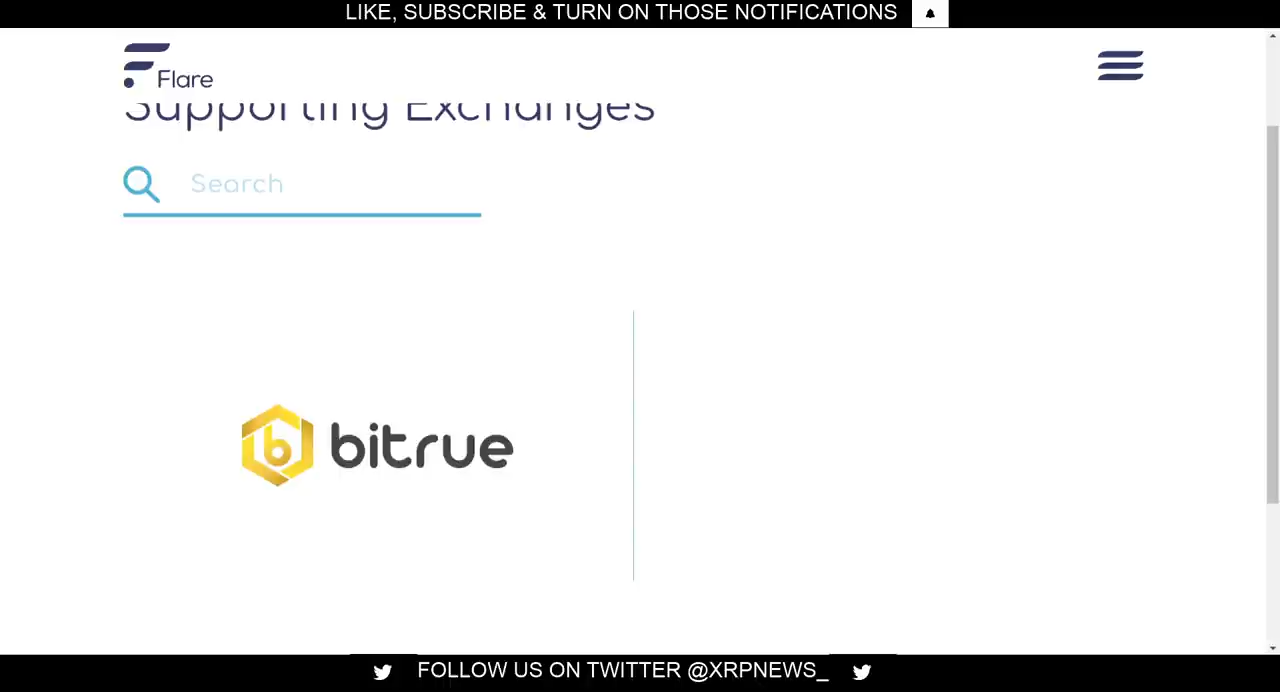 LIKE, SUBSCRIBE & TURN ON THOSE NOTIFICATIONS
Flare
Supporting Exchanges
Search
bitrue
FOLLOW US ON TWITTER @XRPNEWS_